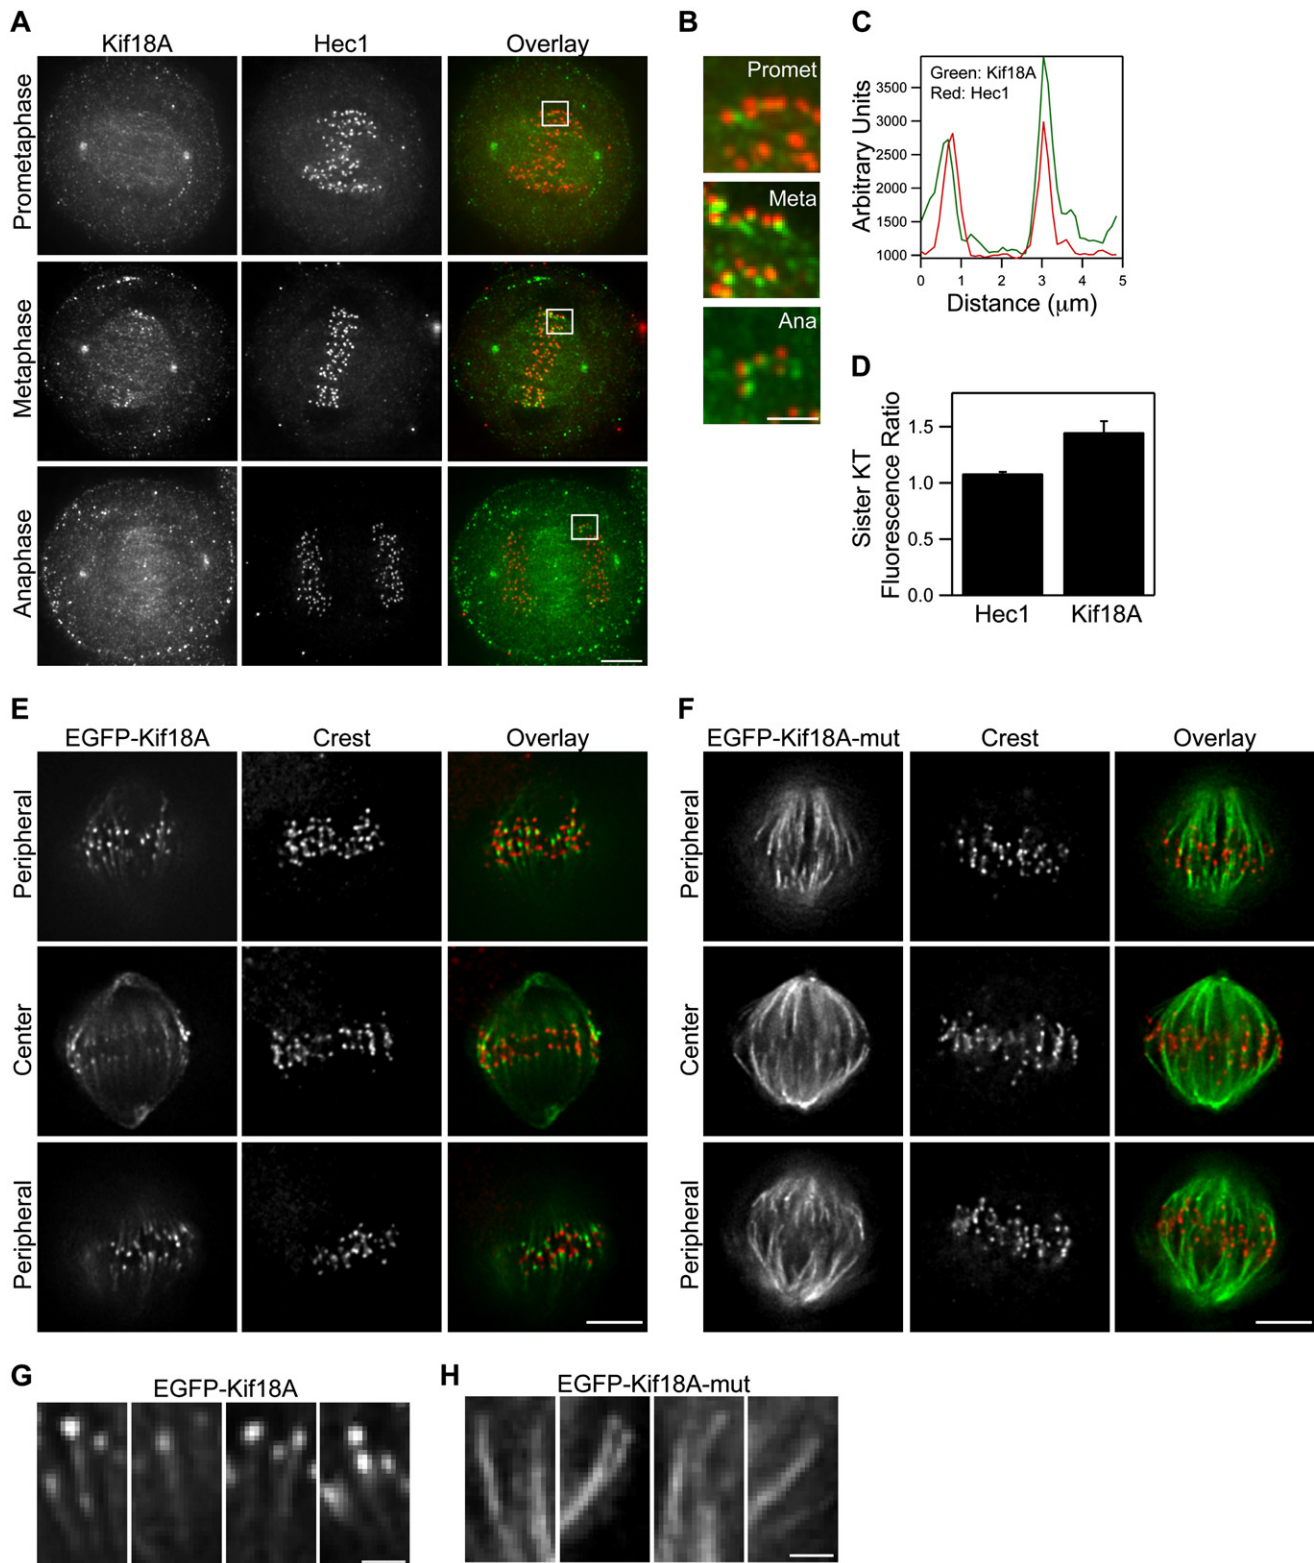 A
Kif18A Hec1 Overlay
Prometaphase
Metaphase
Anaphase
B
Promet
Meta
Ana
C
Green: Kif18A
Red: Hec1
Arbitrary Units
3500
3000
2500
2000
1500
1000
0 1 2 3 4 5
Distance (μm)
D
Sister KT
Fluorescence Ratio
1.5
1.0
0.5
0.0
Hec1 Kif18A
E
EGFP-Kif18A Crest Overlay
Peripheral
Center
Peripheral
F
EGFP-Kif18A-mut Crest Overlay
Peripheral
Center
Peripheral
G
EGFP-Kif18A
H
EGFP-Kif18A-mut